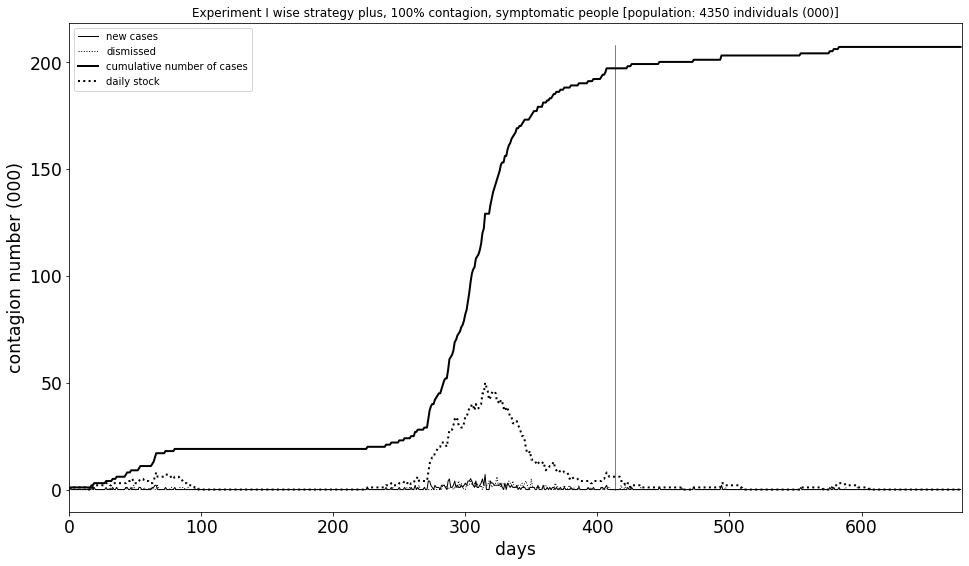 Experiment I wise strategy plus, 100% contagion, symptomatic people [population: 4350 individuals (000)]
new cases
dismissed
cumulative number of cases
daily stock
contagion number (000)
200
150
100
50
0
0 100 200 300 400 500 600
days